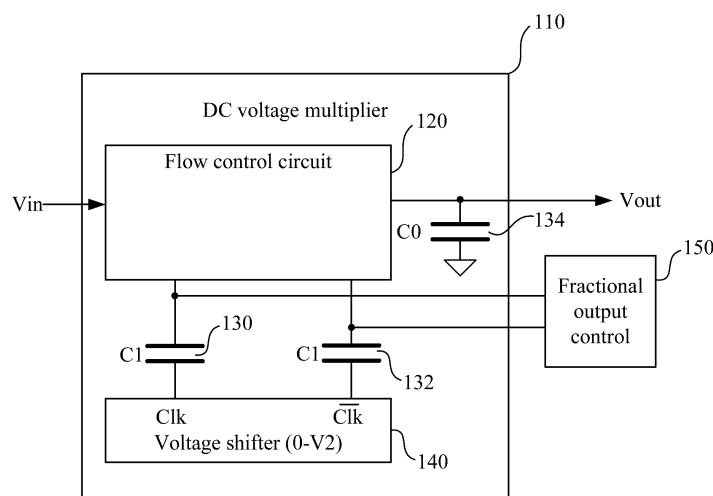 110
DC voltage multiplier
120
Flow control circuit
Vin
Vout
C0
134
150
Fractional
output
control
130
C1
C1
132
Clk
C̅l̅k̅
Voltage shifter (0-V2)
140